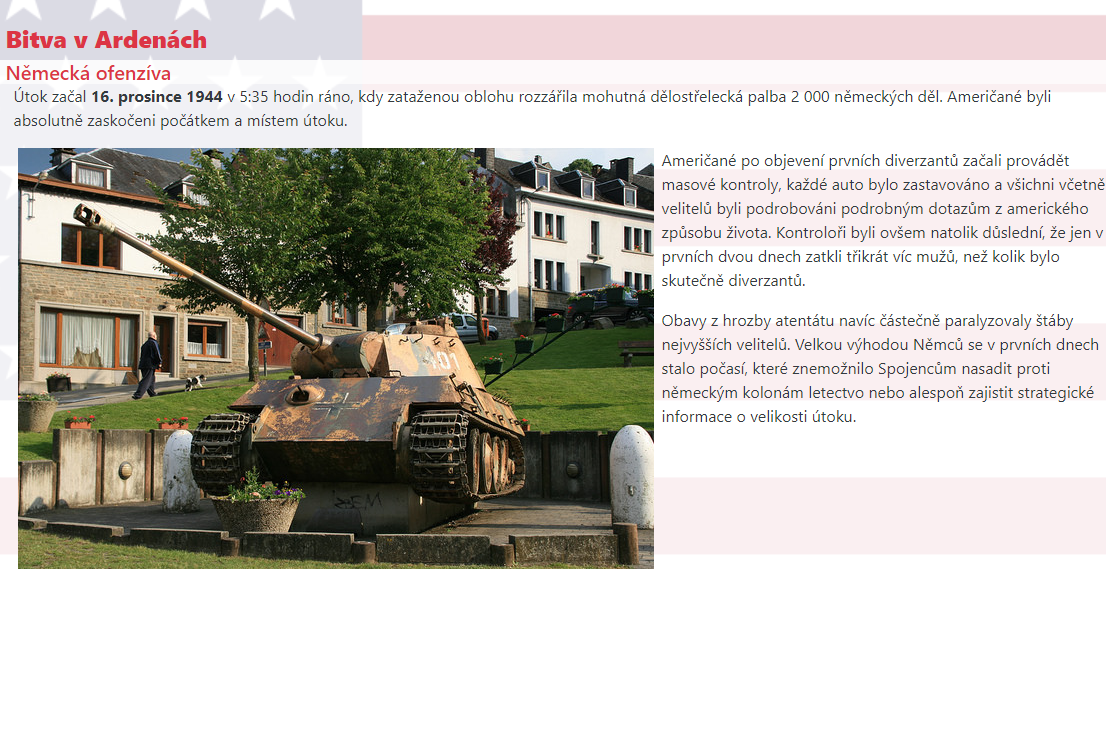 Bitva v Ardenách
Německá ofenzíva
Útok začal 16. prosince 1944 v 5:35 hodin ráno, kdy zataženou oblohu rozzářila mohutná dělostřelecká palba 2 000 německých děl. Američané byli
absolutně zaskočeni počátkem a místem útoku.
Američané po objevení prvních diverzantů začali provádět
masové kontroly, každé auto bylo zastavováno a všichni včetně
velitelů byli podrobováni podrobným dotazům z amerického
způsobu života. Kontroloři byli ovšem natolik důslední, že jen v
prvních dvou dnech zatkli třikrát víc mužů, než kolik bylo
skutečně diverzantů.
Obavy z hrozby atentátu navíc částečně paralyzovaly štáby
nejvyšších velitelů. Velkou výhodou Němců se v prvních dnech
stalo počasí, které znemožnilo Spojencům nasadit proti
německým kolonám letectvo nebo alespoň zajistit strategické
informace o velikosti útoku.
401